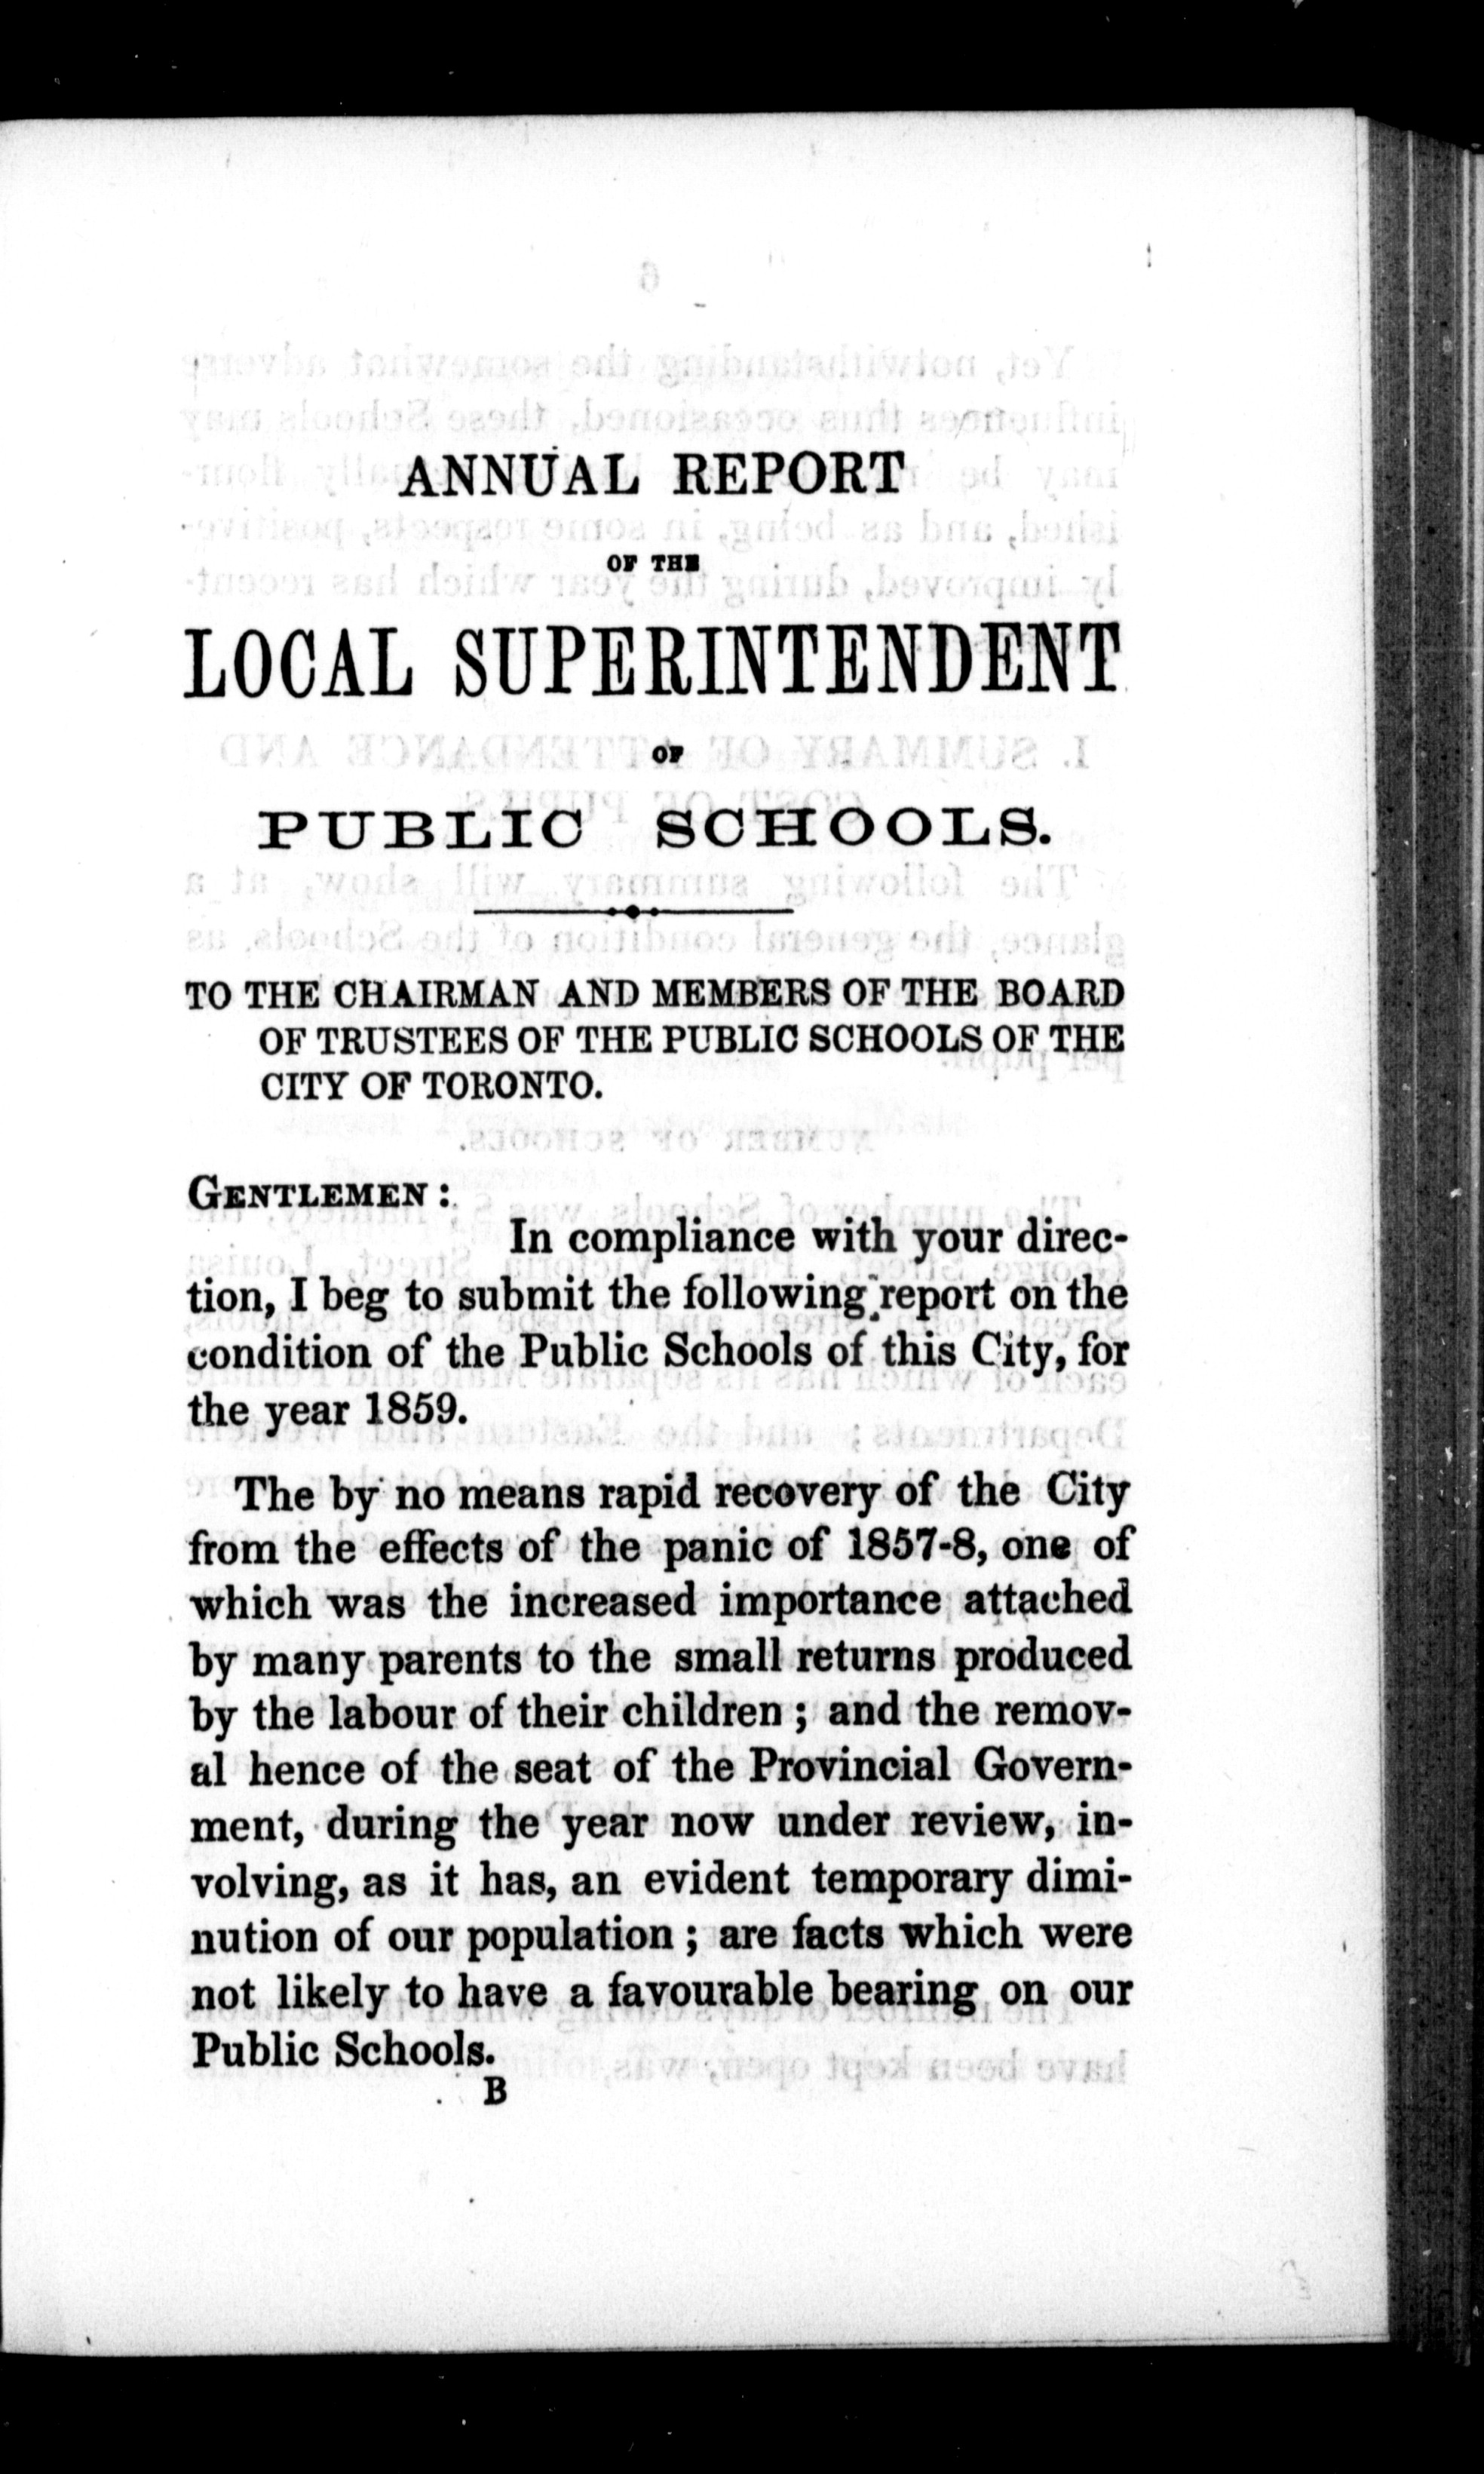 ANNUAL REPORT
OF THE
LOCAL SUPERINTENDENT
OF
PUBLIC SCHOOLS.
TO THE CHAIRMAN AND MEMBERS OF THE BOARD
OF TRUSTEES OF THE PUBLIC SCHOOLS OF THE
CITY OF TORONTO.
GENTLEMEN:
In compliance with your direc-
tion, I beg to submit the following report on the
condition of the Public Schools of this City, for
the year 1859.
The by no means rapid recovery of the City
from the effects of the panic of 1857-8, one of
which was the increased importance attached
by many parents to the small returns produced
by the labour of their children; and the remov-
al hence of the seat of the Provincial Govern-
ment, during the year now under review, in-
volving, as it has, an evident temporary dimi-
nution of our population; are facts which were
not likely to have a favourable bearing on our
Public Schools.
B